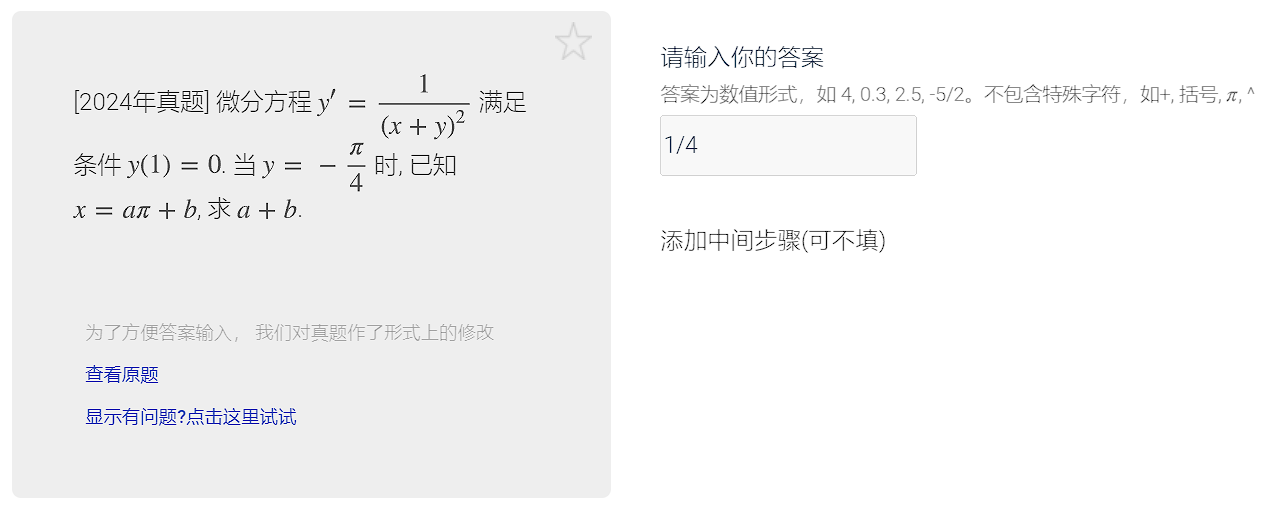 [2024年真题] 微分方程 y′ = 1/(x + y)² 满足
条件 y(1) = 0. 当 y = − π/4 时, 已知
x = aπ + b, 求 a + b.
为了方便答案输入， 我们对真题作了形式上的修改
查看原题
显示有问题?点击这里试试
请输入你的答案
答案为数值形式，如 4, 0.3, 2.5, -5/2。不包含特殊字符，如+, 括号, π, ^
1/4
添加中间步骤(可不填)